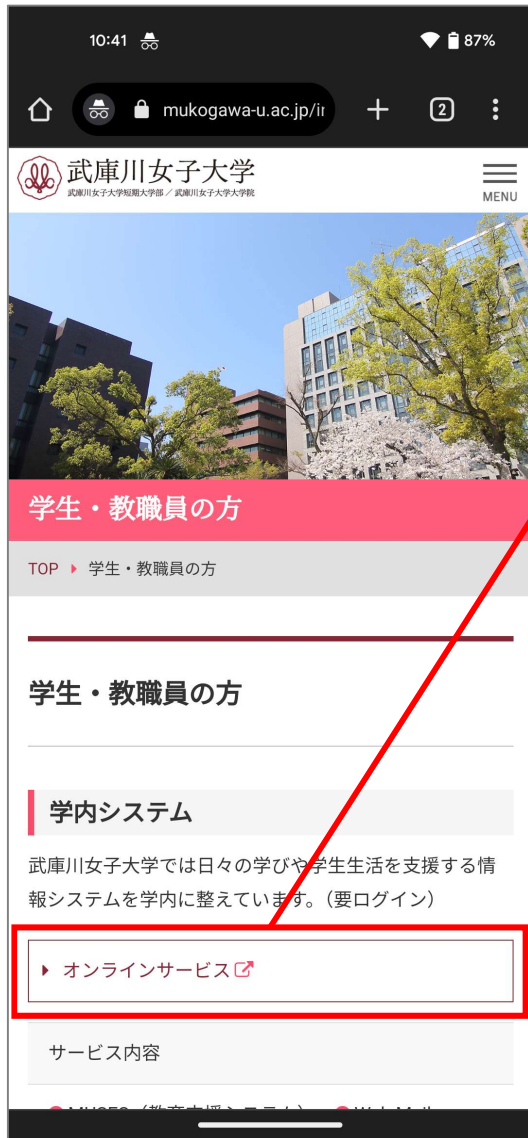 10:41
87%
mukogawa-u.ac.jp/ir
2
武庫川女子大学
武庫川女子大学短期大学部／武庫川女子大学大学院
MENU
学生・教職員の方
TOP
学生・教職員の方
学生・教職員の方
学内システム
武庫川女子大学では日々の学びや学生生活を支援する情
報システムを学内に整えています。（要ログイン）
オンラインサービス
サービス内容